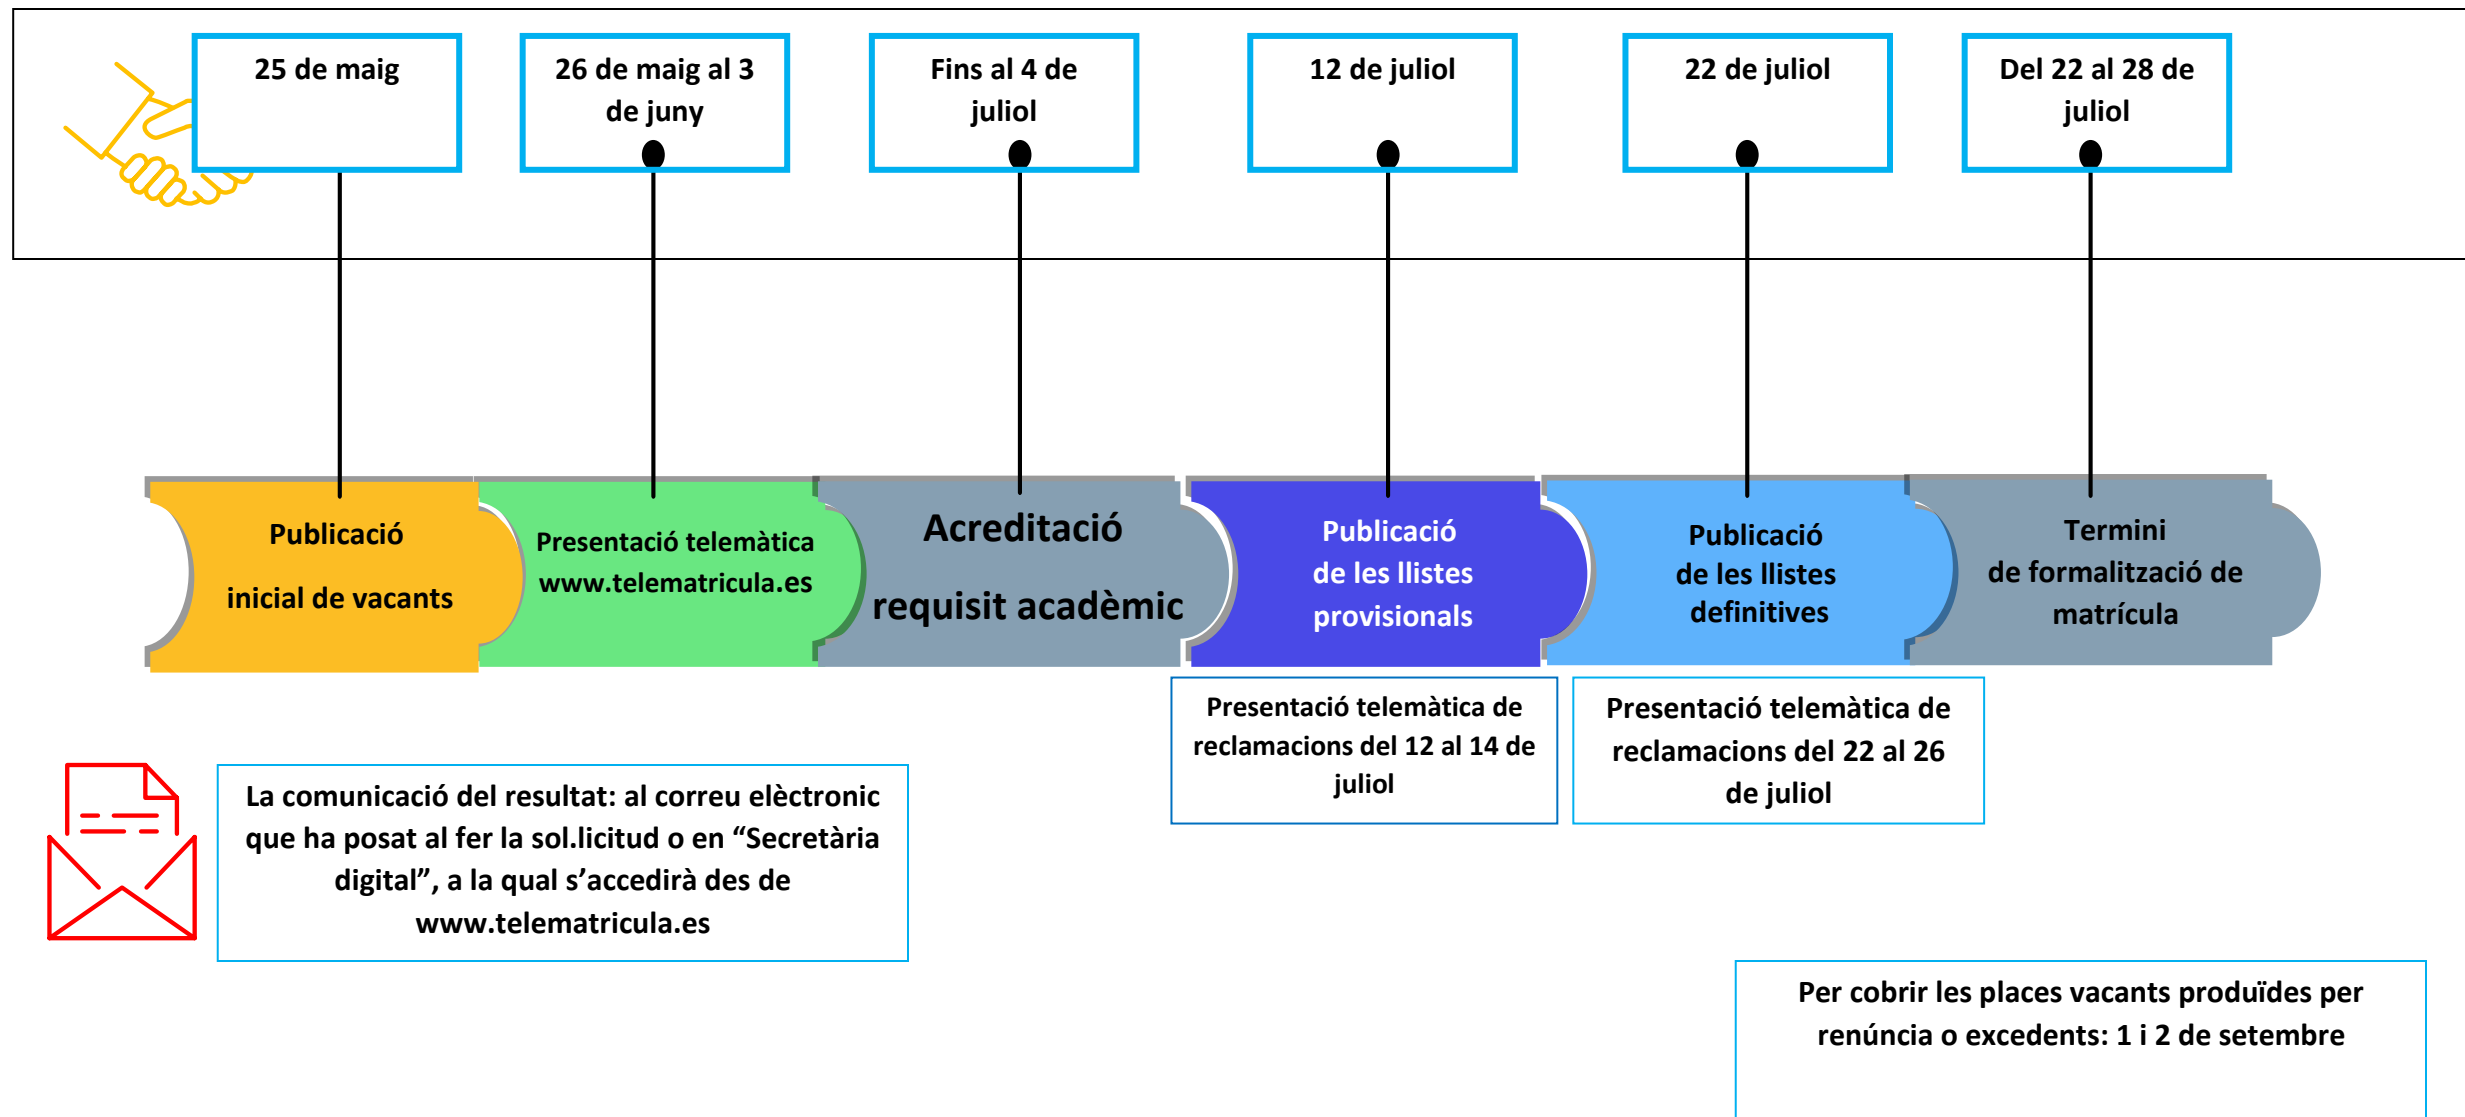 25 de maig
26 de maig al 3
de juny
Fins al 4 de
juliol
12 de juliol
22 de juliol
Del 22 al 28 de
juliol
Publicació
inicial de vacants
Presentació telemàtica
www.telematricula.es
Acreditació
requisit acadèmic
Publicació
de les llistes
provisionals
Publicació
de les llistes
definitives
Termini
de formalització de
matrícula
Presentació telemàtica de
reclamacions del 12 al 14 de
juliol
Presentació telemàtica de
reclamacions del 22 al 26
de juliol
La comunicació del resultat: al correu elèctronic
que ha posat al fer la sol.licitud o en “Secretària
digital”, a la qual s’accedirà des de
www.telematricula.es
Per cobrir les places vacants produïdes per
renúncia o excedents: 1 i 2 de setembre